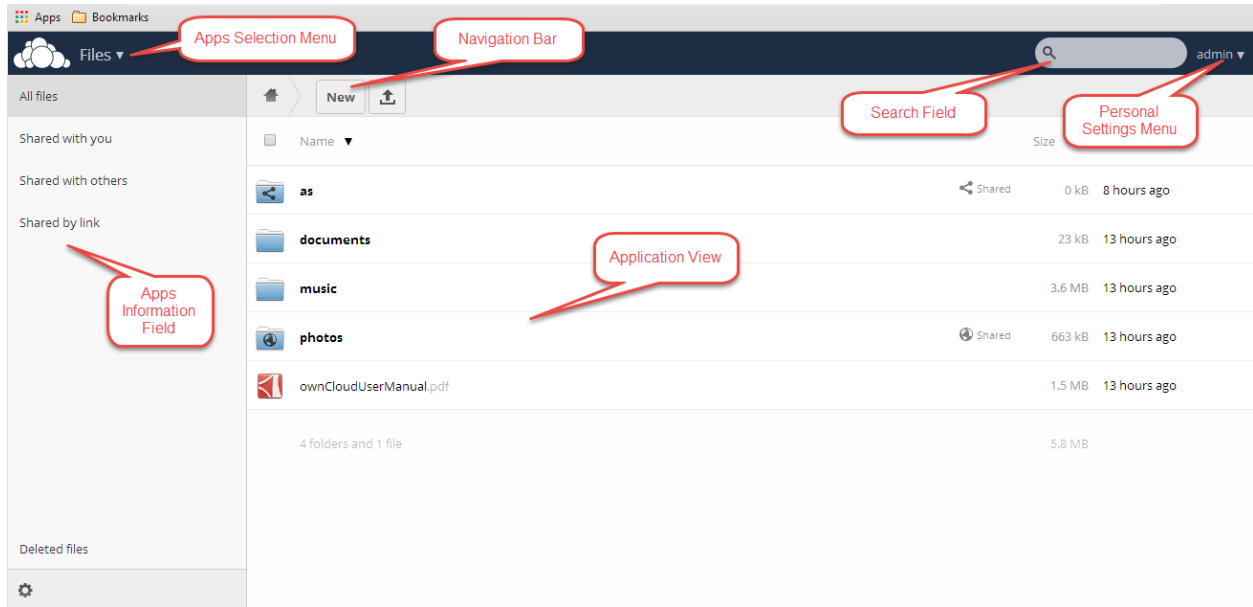 Apps Bookmarks
Files ▾
Apps Selection Menu
Navigation Bar
admin ▾
All files
New
Search Field
Personal
Settings Menu
Shared with you
Name ▼
Size
Shared with others
as
Shared
0 kB
8 hours ago
Shared by link
documents
23 kB
13 hours ago
Application View
Apps
Information
Field
music
3.6 MB
13 hours ago
photos
Shared
663 kB
13 hours ago
ownCloudUserManual.pdf
1.5 MB
13 hours ago
4 folders and 1 file
5.8 MB
Deleted files